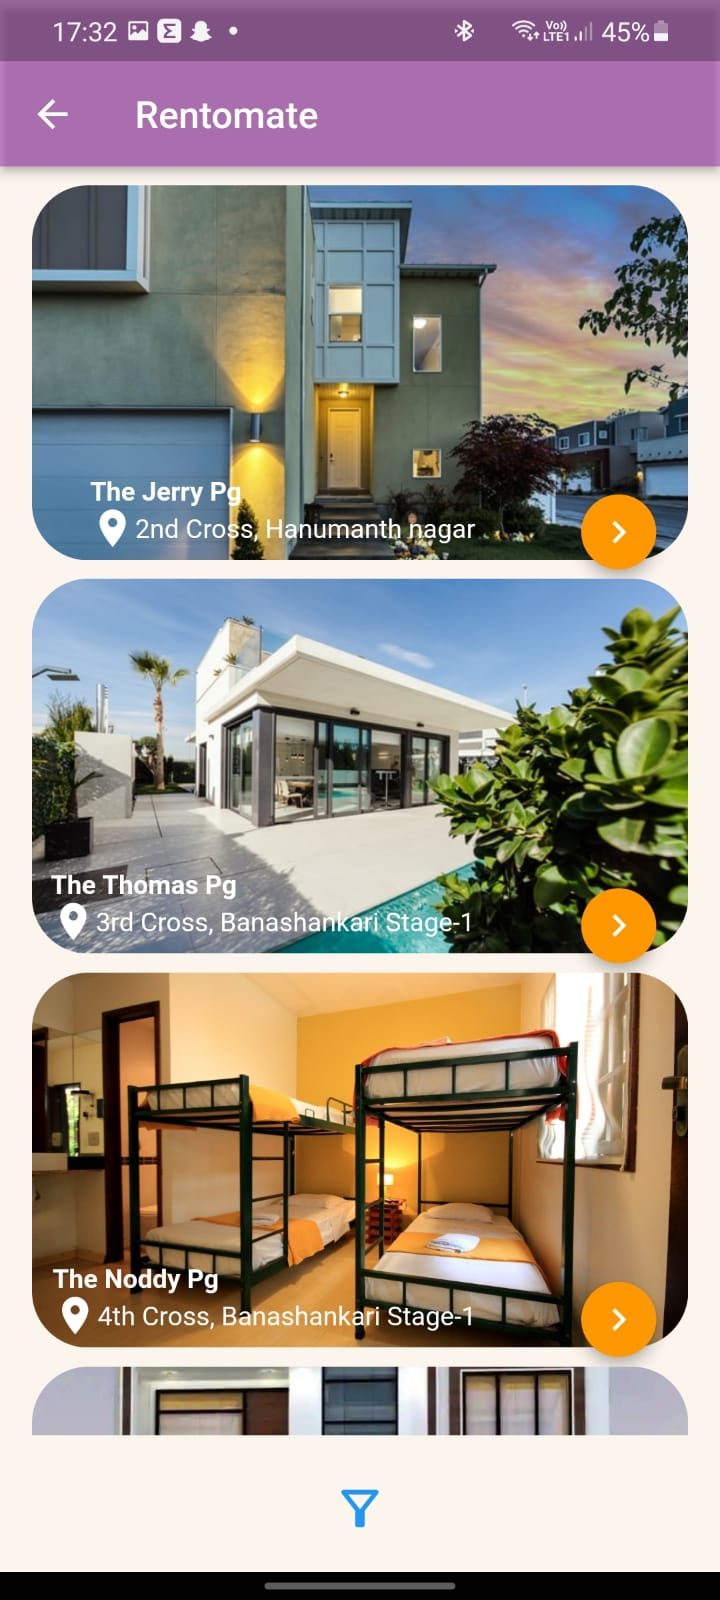 17:32
Vo))
LTE1
45%
Rentomate
The Jerry Pg
2nd Cross, Hanumanth nagar
The Thomas Pg
3rd Cross, Banashankari Stage-1
The Noddy Pg
4th Cross, Banashankari Stage-1